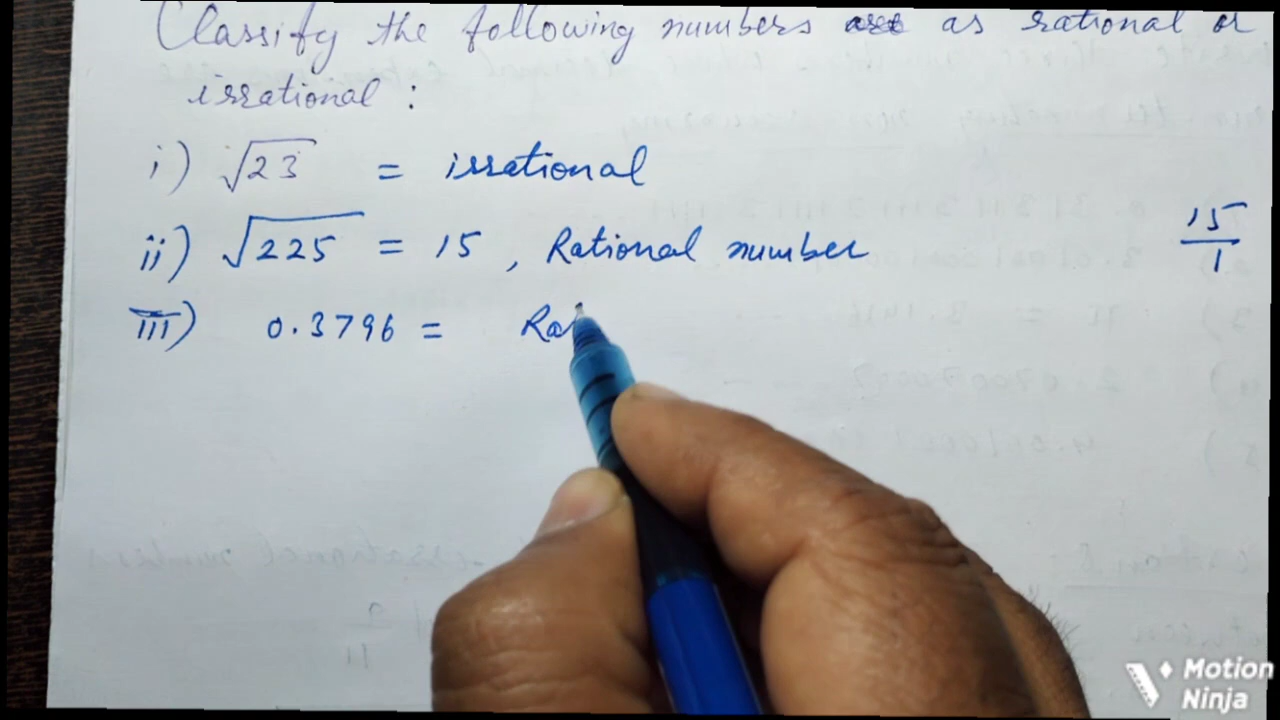 Classify the following numbers as rational or
irrational :
i) √23 = irrational
ii) √225 = 15 , Rational number
15/1
iii) 0.3796 = Rat
Motion
Ninja